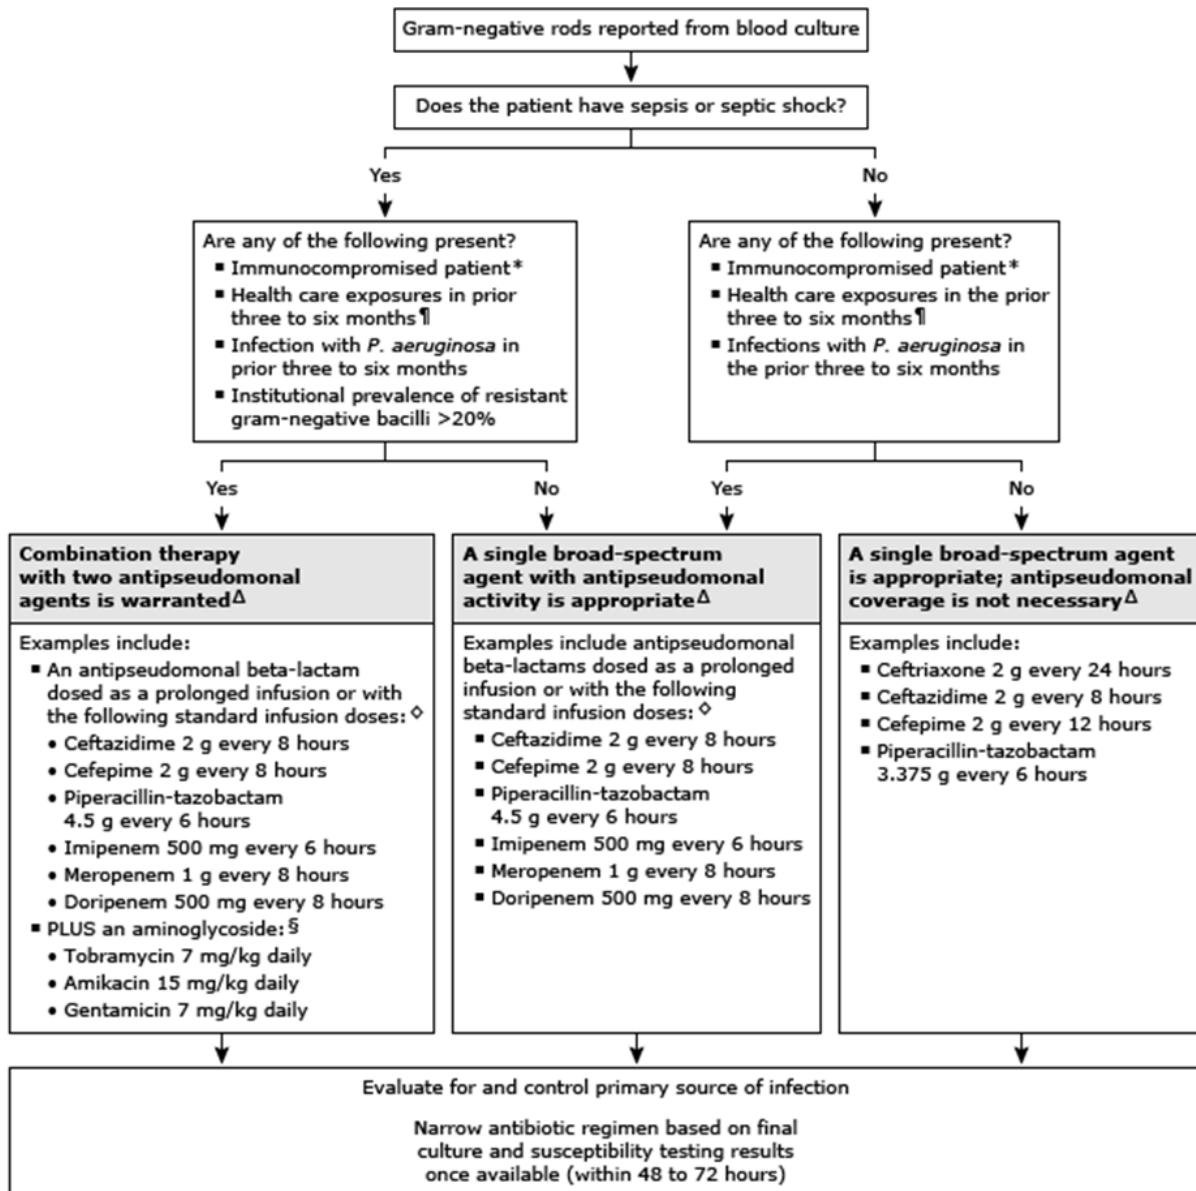 Gram-negative rods reported from blood culture
Does the patient have sepsis or septic shock?
Yes
No
Are any of the following present?
▪ Immunocompromised patient*
▪ Health care exposures in prior
three to six months¶
▪ Infection with P. aeruginosa in
prior three to six months
▪ Institutional prevalence of resistant
gram-negative bacilli >20%
Are any of the following present?
▪ Immunocompromised patient*
▪ Health care exposures in the prior
three to six months¶
▪ Infections with P. aeruginosa in
the prior three to six months
Yes
No
Yes
No
Combination therapy
with two antipseudomonal
agents is warrantedΔ
Examples include:
▪ An antipseudomonal beta-lactam
dosed as a prolonged infusion or with
the following standard infusion doses:◊
• Ceftazidime 2 g every 8 hours
• Cefepime 2 g every 8 hours
• Piperacillin-tazobactam
4.5 g every 6 hours
• Imipenem 500 mg every 6 hours
• Meropenem 1 g every 8 hours
• Doripenem 500 mg every 8 hours
▪ PLUS an aminoglycoside:§
• Tobramycin 7 mg/kg daily
• Amikacin 15 mg/kg daily
• Gentamicin 7 mg/kg daily
A single broad-spectrum
agent with antipseudomonal
activity is appropriateΔ
Examples include antipseudomonal
beta-lactams dosed as a prolonged
infusion or with the following
standard infusion doses:◊
▪ Ceftazidime 2 g every 8 hours
▪ Cefepime 2 g every 8 hours
▪ Piperacillin-tazobactam
4.5 g every 6 hours
▪ Imipenem 500 mg every 6 hours
▪ Meropenem 1 g every 8 hours
▪ Doripenem 500 mg every 8 hours
A single broad-spectrum agent
is appropriate; antipseudomonal
coverage is not necessaryΔ
Examples include:
▪ Ceftriaxone 2 g every 24 hours
▪ Ceftazidime 2 g every 8 hours
▪ Cefepime 2 g every 12 hours
▪ Piperacillin-tazobactam
3.375 g every 6 hours
Evaluate for and control primary source of infection
Narrow antibiotic regimen based on final
culture and susceptibility testing results
once available (within 48 to 72 hours)